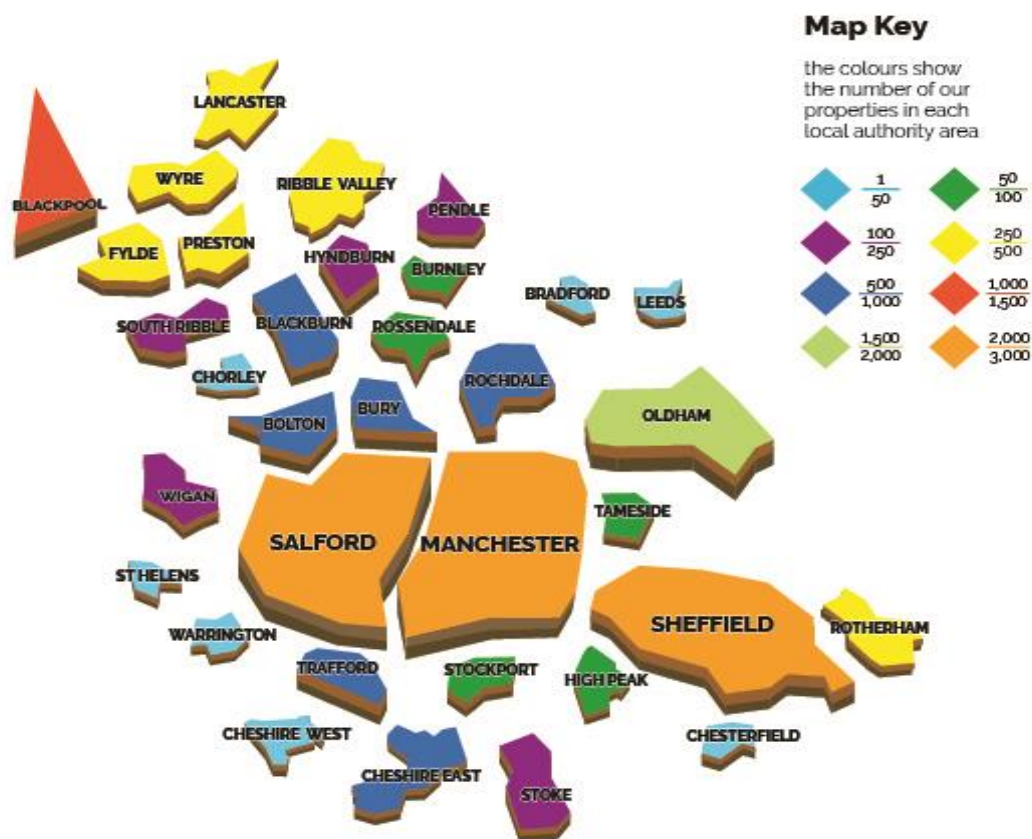 Map Key
the colours show
the number of our
properties in each
local authority area
1
50
50
100
100
250
250
500
500
1,000
1,000
1,500
1,500
2,000
2,000
3,000
LANCASTER
WYRE
RIBBLE VALLEY
BLACKPOOL
PENDLE
FYLDE
PRESTON
HYNDBURN
BURNLEY
BRADFORD
LEEDS
SOUTH RIBBLE
BLACKBURN
ROSSENDALE
CHORLEY
ROCHDALE
BURY
BOLTON
OLDHAM
WIGAN
TAMESIDE
SALFORD
MANCHESTER
ST HELENS
SHEFFIELD
WARRINGTON
ROTHERHAM
TRAFFORD
STOCKPORT
HIGH PEAK
CHESHIRE WEST
CHESTERFIELD
CHESHIRE EAST
STOKE